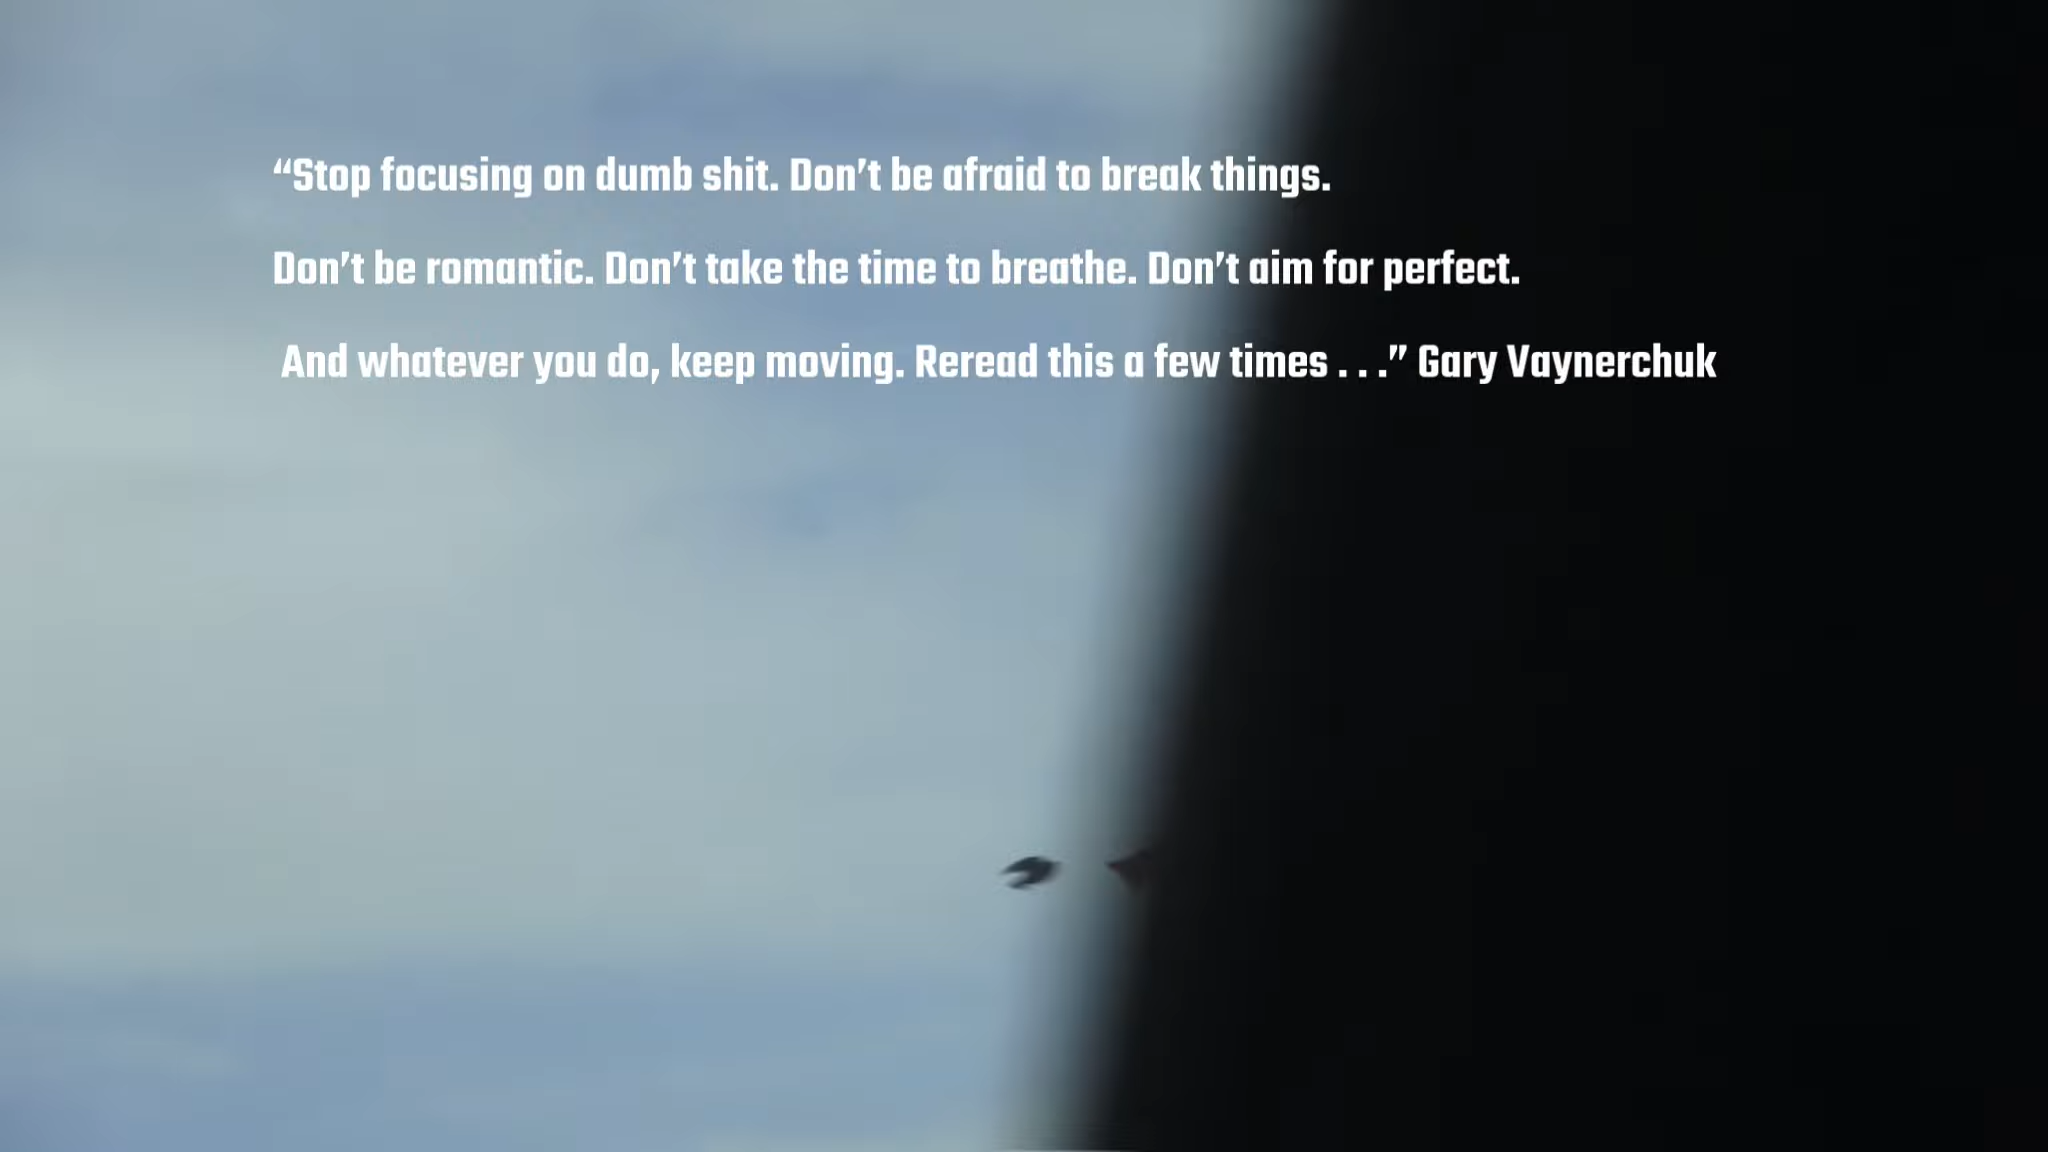 “Stop focusing on dumb shit. Don’t be afraid to break things.
Don’t be romantic. Don’t take the time to breathe. Don’t aim for perfect.
And whatever you do, keep moving. Reread this a few times . . .” Gary Vaynerchuk